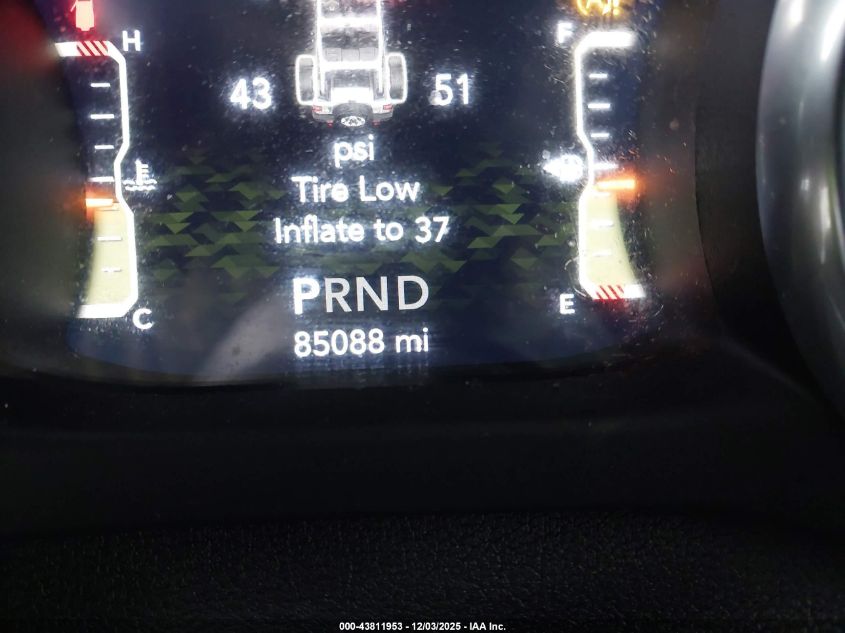 H F
43 51
psi
Tire Low
Inflate to 37
PRND
C E
85088 mi
000-43811953 - 12/03/2025 - IAA Inc.